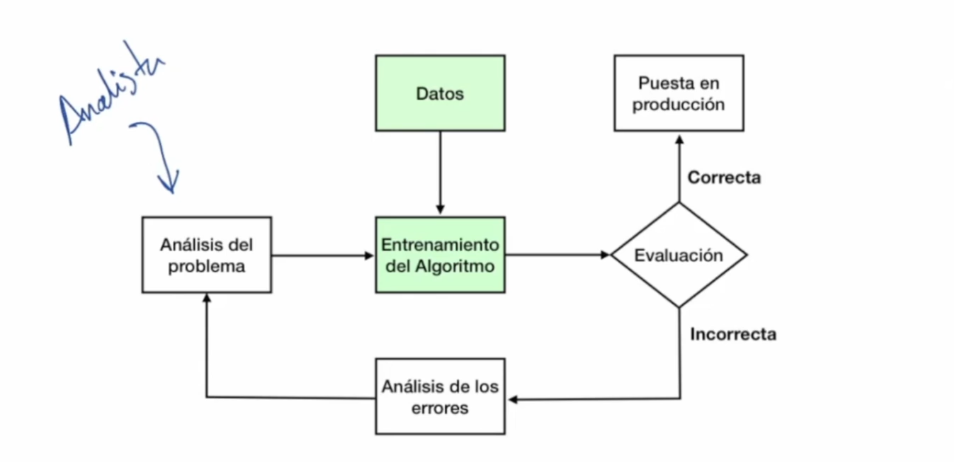 Analista
Datos
Puesta en
producción
Correcta
Análisis del
problema
Entrenamiento
del Algoritmo
Evaluación
Incorrecta
Análisis de los
errores